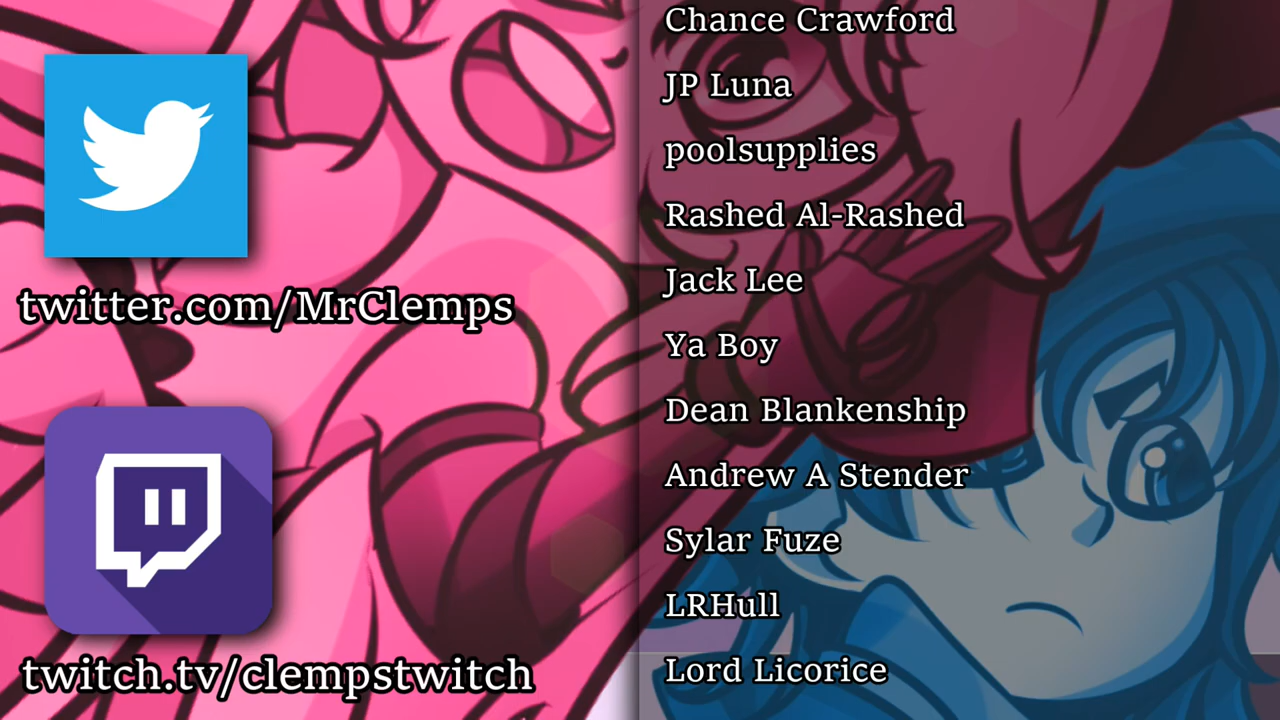 twitter.com/MrClemps
twitch.tv/clempstwitch
Chance Crawford
JP Luna
poolsupplies
Rashed Al-Rashed
Jack Lee
Ya Boy
Dean Blankenship
Andrew A Stender
Sylar Fuze
LRHull
Lord Licorice